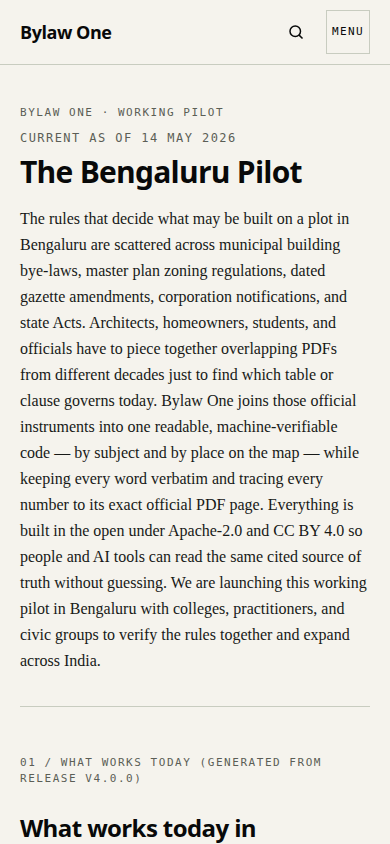 Bylaw One
MENU
BYLAW ONE · WORKING PILOT
CURRENT AS OF 14 MAY 2026
The Bengaluru Pilot
The rules that decide what may be built on a plot in
Bengaluru are scattered across municipal building
bye-laws, master plan zoning regulations, dated
gazette amendments, corporation notifications, and
state Acts. Architects, homeowners, students, and
officials have to piece together overlapping PDFs
from different decades just to find which table or
clause governs today. Bylaw One joins those official
instruments into one readable, machine-verifiable
code — by subject and by place on the map — while
keeping every word verbatim and tracing every
number to its exact official PDF page. Everything is
built in the open under Apache-2.0 and CC BY 4.0 so
people and AI tools can read the same cited source of
truth without guessing. We are launching this working
pilot in Bengaluru with colleges, practitioners, and
civic groups to verify the rules together and expand
across India.
01 / WHAT WORKS TODAY (GENERATED FROM
RELEASE V4.0.0)
What works today in